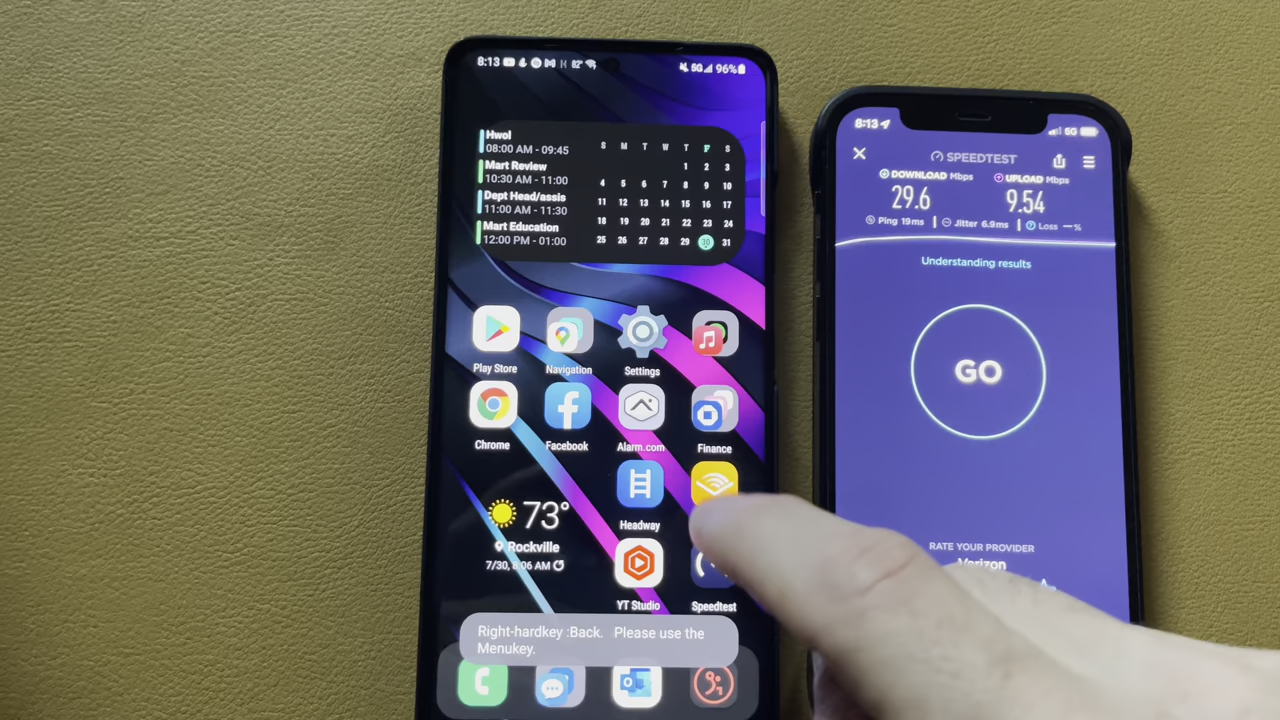 8:13
82°
5G 96%
Hwol
08:00 AM - 09:45
Mart Review
10:30 AM - 11:00
Dept Head/assis
11:00 AM - 11:30
Mart Education
12:00 PM - 01:00
S M T W T F S
1 2 3
4 5 6 7 8 9 10
11 12 13 14 15 16 17
18 19 20 21 22 23 24
25 26 27 28 29 30 31
Play Store Navigation Settings
Chrome Facebook Alarm.com Finance
Headway
73°
Rockville
7/30, 8:06 AM
YT Studio Speedtest
Right-hardkey :Back. Please use the
Menukey.
8:13
5G
SPEEDTEST
DOWNLOAD Mbps UPLOAD Mbps
29.6 9.54
Ping 19ms Jitter 6.9ms Loss — %
Understanding results
GO
RATE YOUR PROVIDER
Verizon